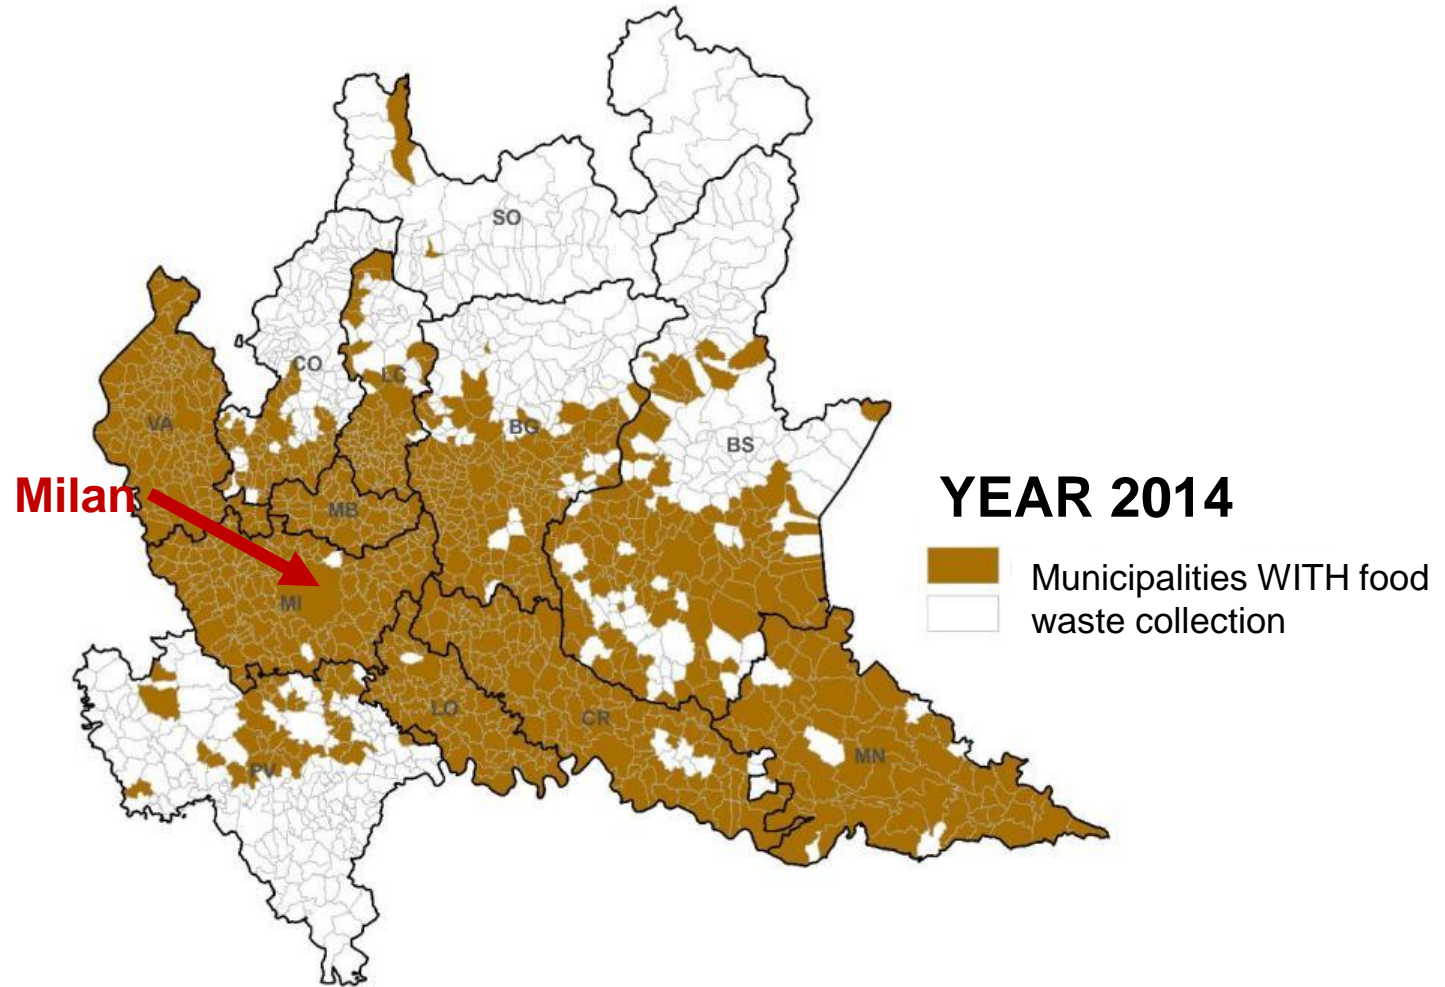 SO
CO
LC
VA
BG
BS
Milan
YEAR 2014
MB
Municipalities WITH food
waste collection
MI
LO
CR
MN
PV